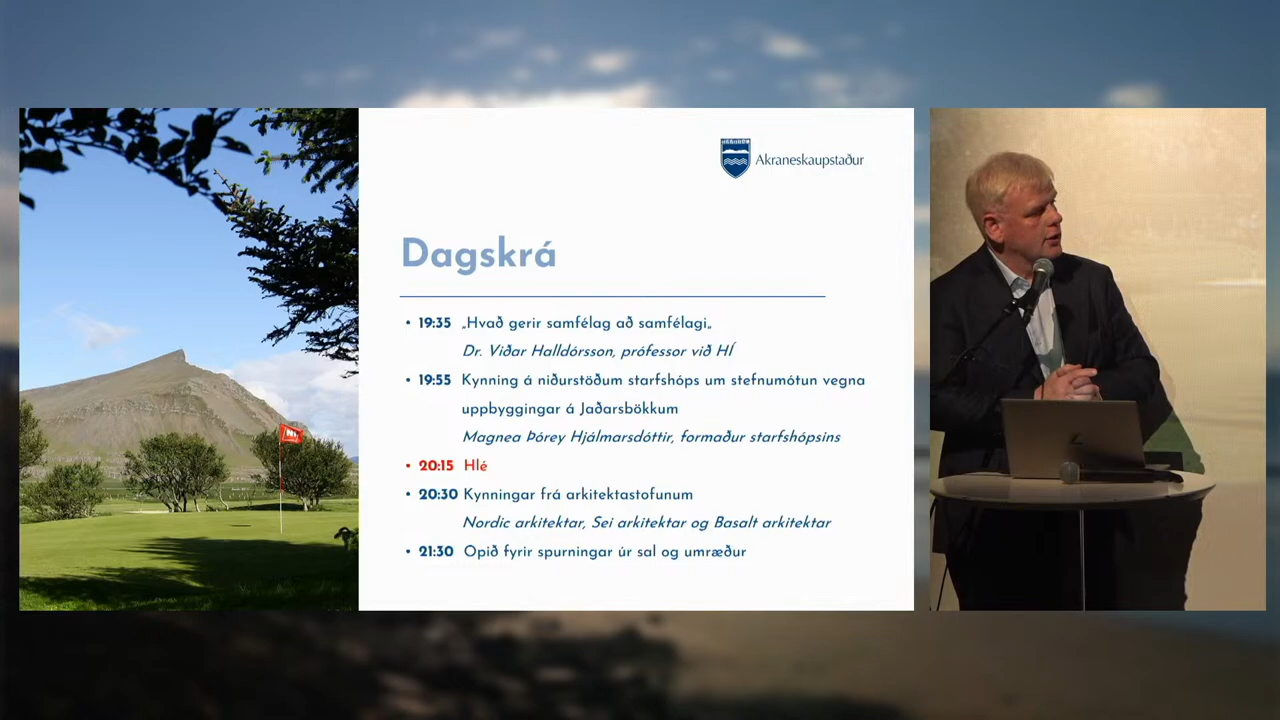 Akraneskaupstaður
Dagskrá
• 19:35 „Hvað gerir samfélag að samfélagi„
Dr. Viðar Halldórsson, prófessor við HÍ
• 19:55 Kynning á niðurstöðum starfshóps um stefnumótun vegna
uppbyggingar á Jaðarsbökkum
Magnea Þórey Hjálmarsdóttir, formaður starfshópsins
• 20:15 Hlé
• 20:30 Kynningar frá arkitektastofunum
Nordic arkitektar, Sei arkitektar og Basalt arkitektar
• 21:30 Opið fyrir spurningar úr sal og umræður